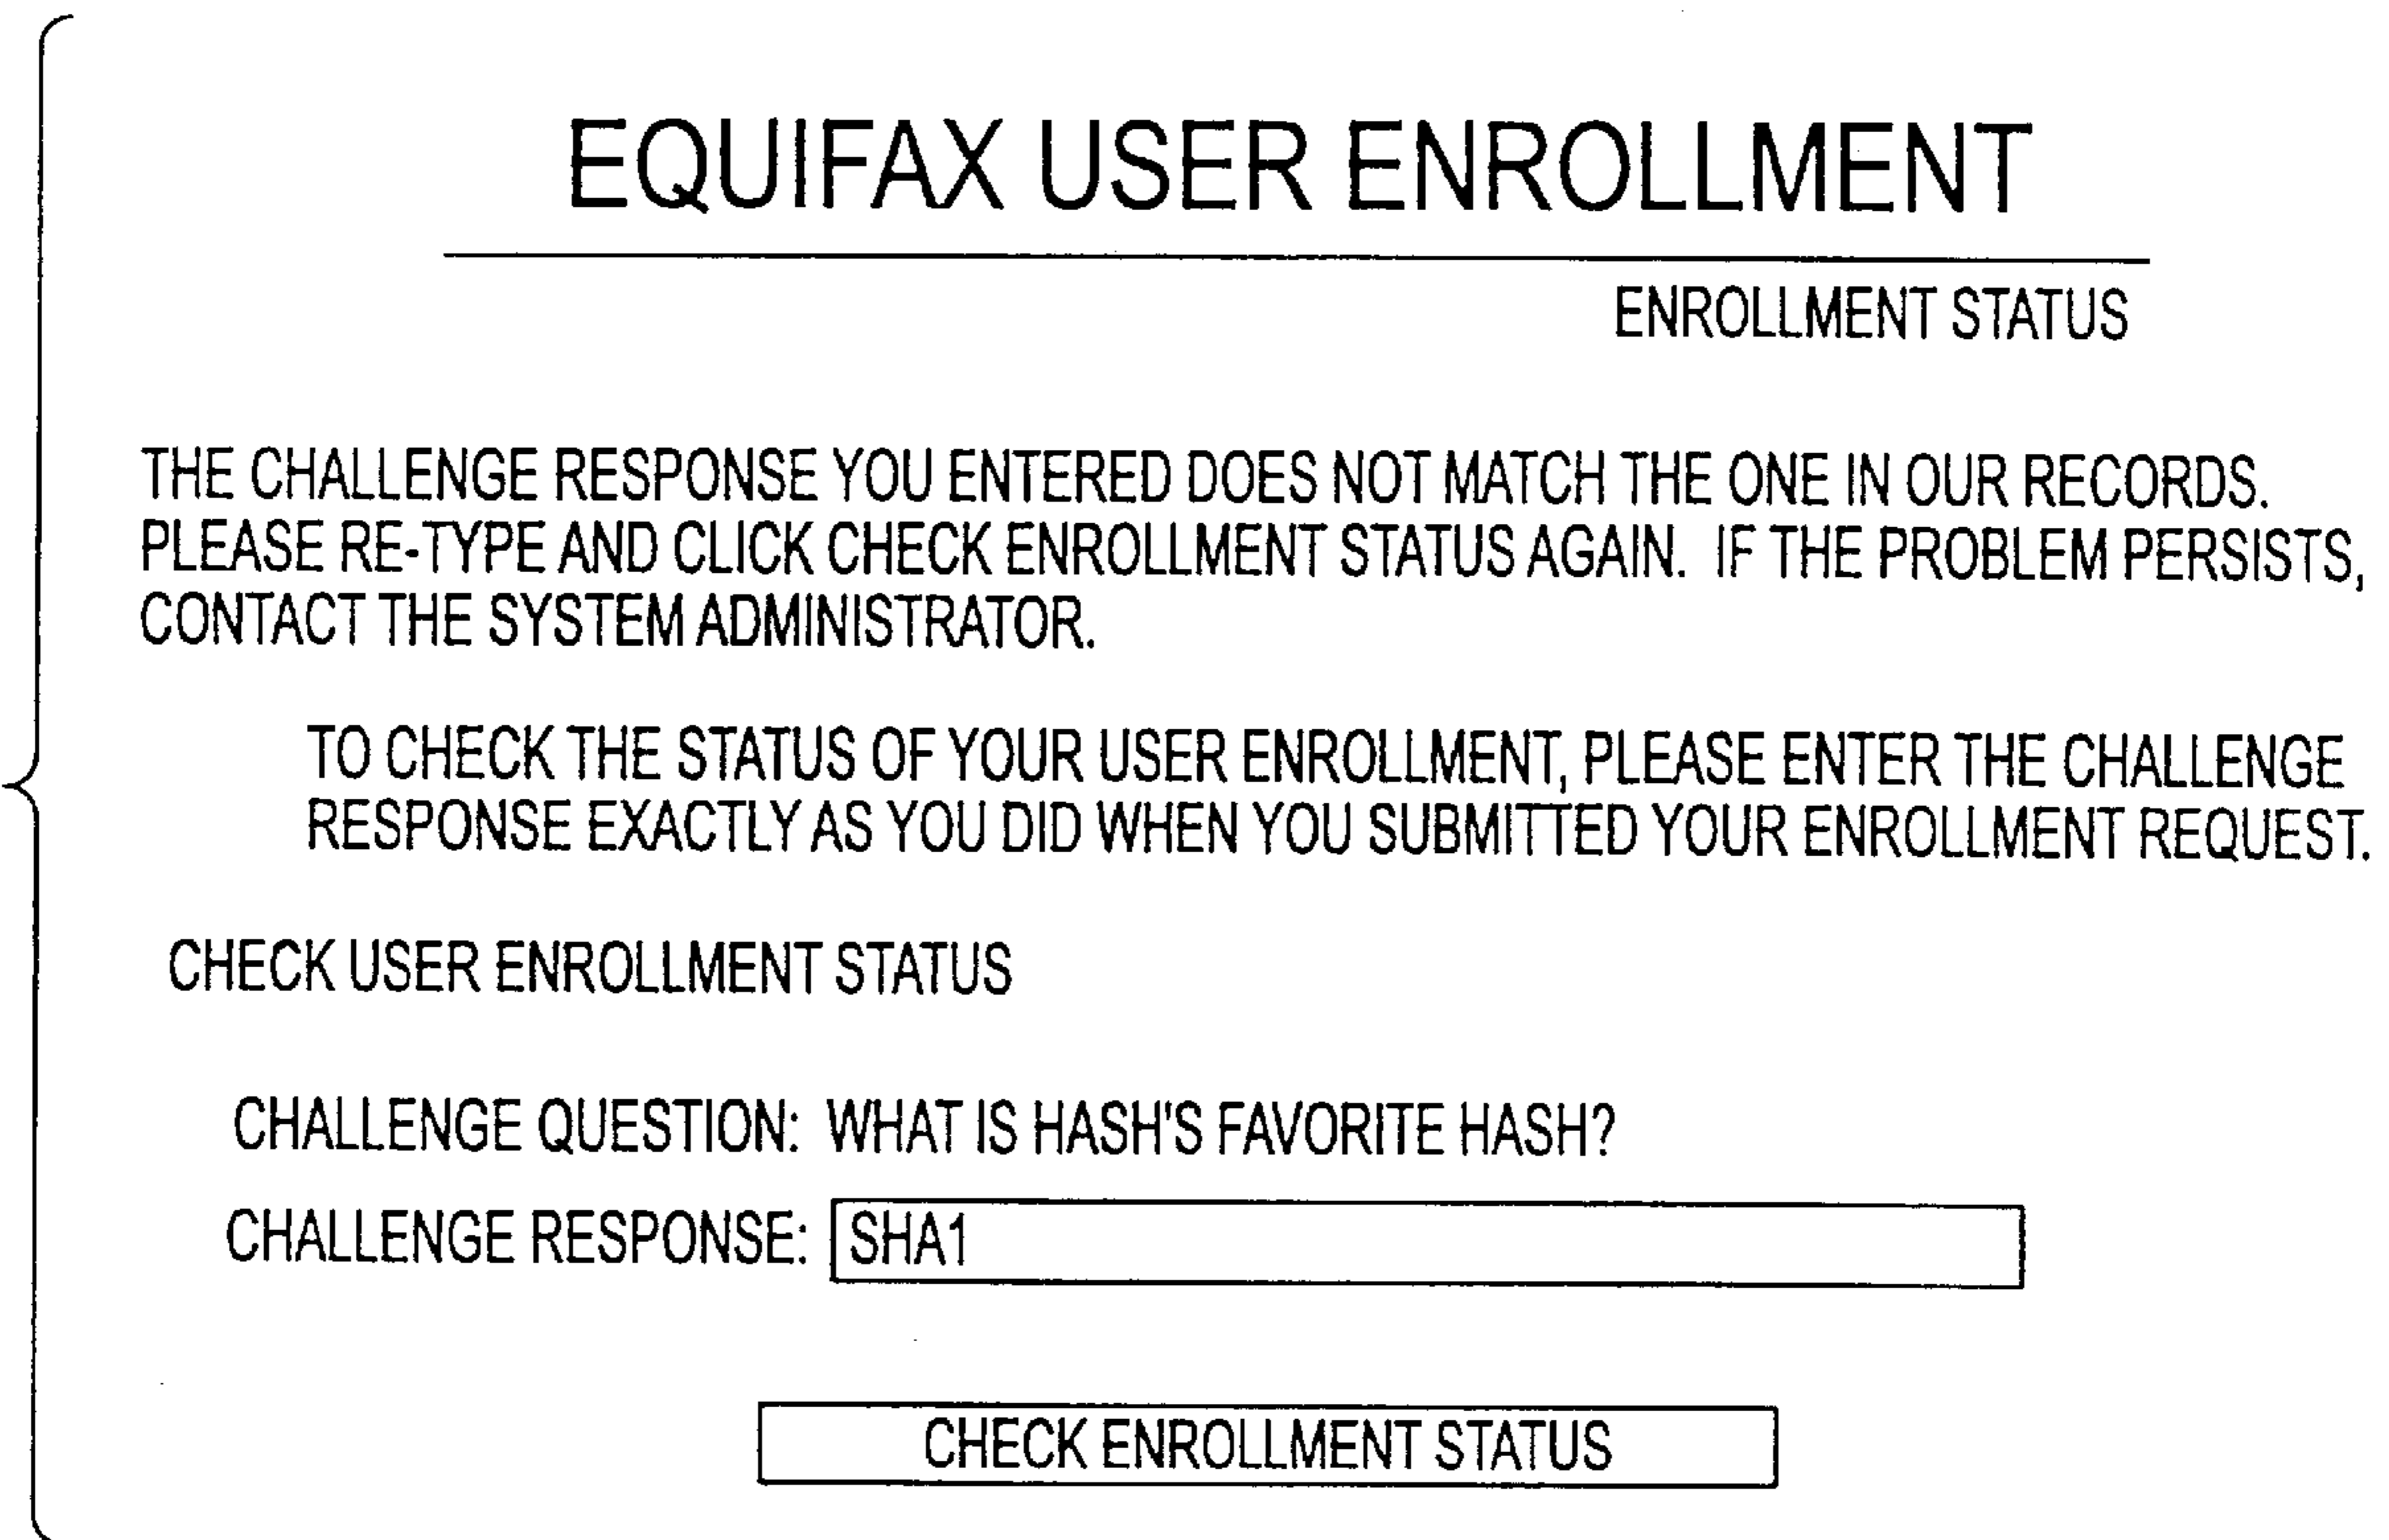 EQUIFAX USER ENROLLMENT
ENROLLMENT STATUS
THE CHALLENGE RESPONSE YOU ENTERED DOES NOT MATCH THE ONE IN OUR RECORDS.
PLEASE RE-TYPE AND CLICK CHECK ENROLLMENT STATUS AGAIN. IF THE PROBLEM PERSISTS,
CONTACT THE SYSTEM ADMINISTRATOR.
TO CHECK THE STATUS OF YOUR USER ENROLLMENT, PLEASE ENTER THE CHALLENGE
RESPONSE EXACTLY AS YOU DID WHEN YOU SUBMITTED YOUR ENROLLMENT REQUEST.
CHECK USER ENROLLMENT STATUS
CHALLENGE QUESTION: WHAT IS HASH'S FAVORITE HASH?
CHALLENGE RESPONSE: SHA1
CHECK ENROLLMENT STATUS